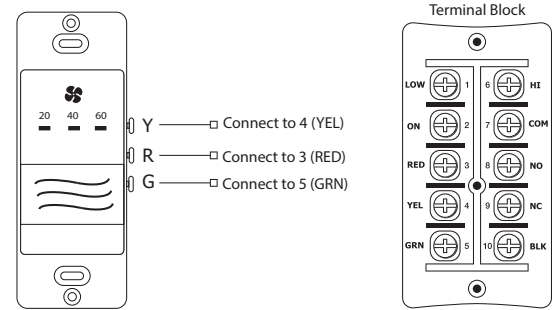 Terminal Block
20 40 60
Y Connect to 4 (YEL)
R Connect to 3 (RED)
G Connect to 5 (GRN)
LOW 1 6 HI
ON 2 7 COM
RED 3 8 NO
YEL 4 9 NC
GRN 5 10 BLK